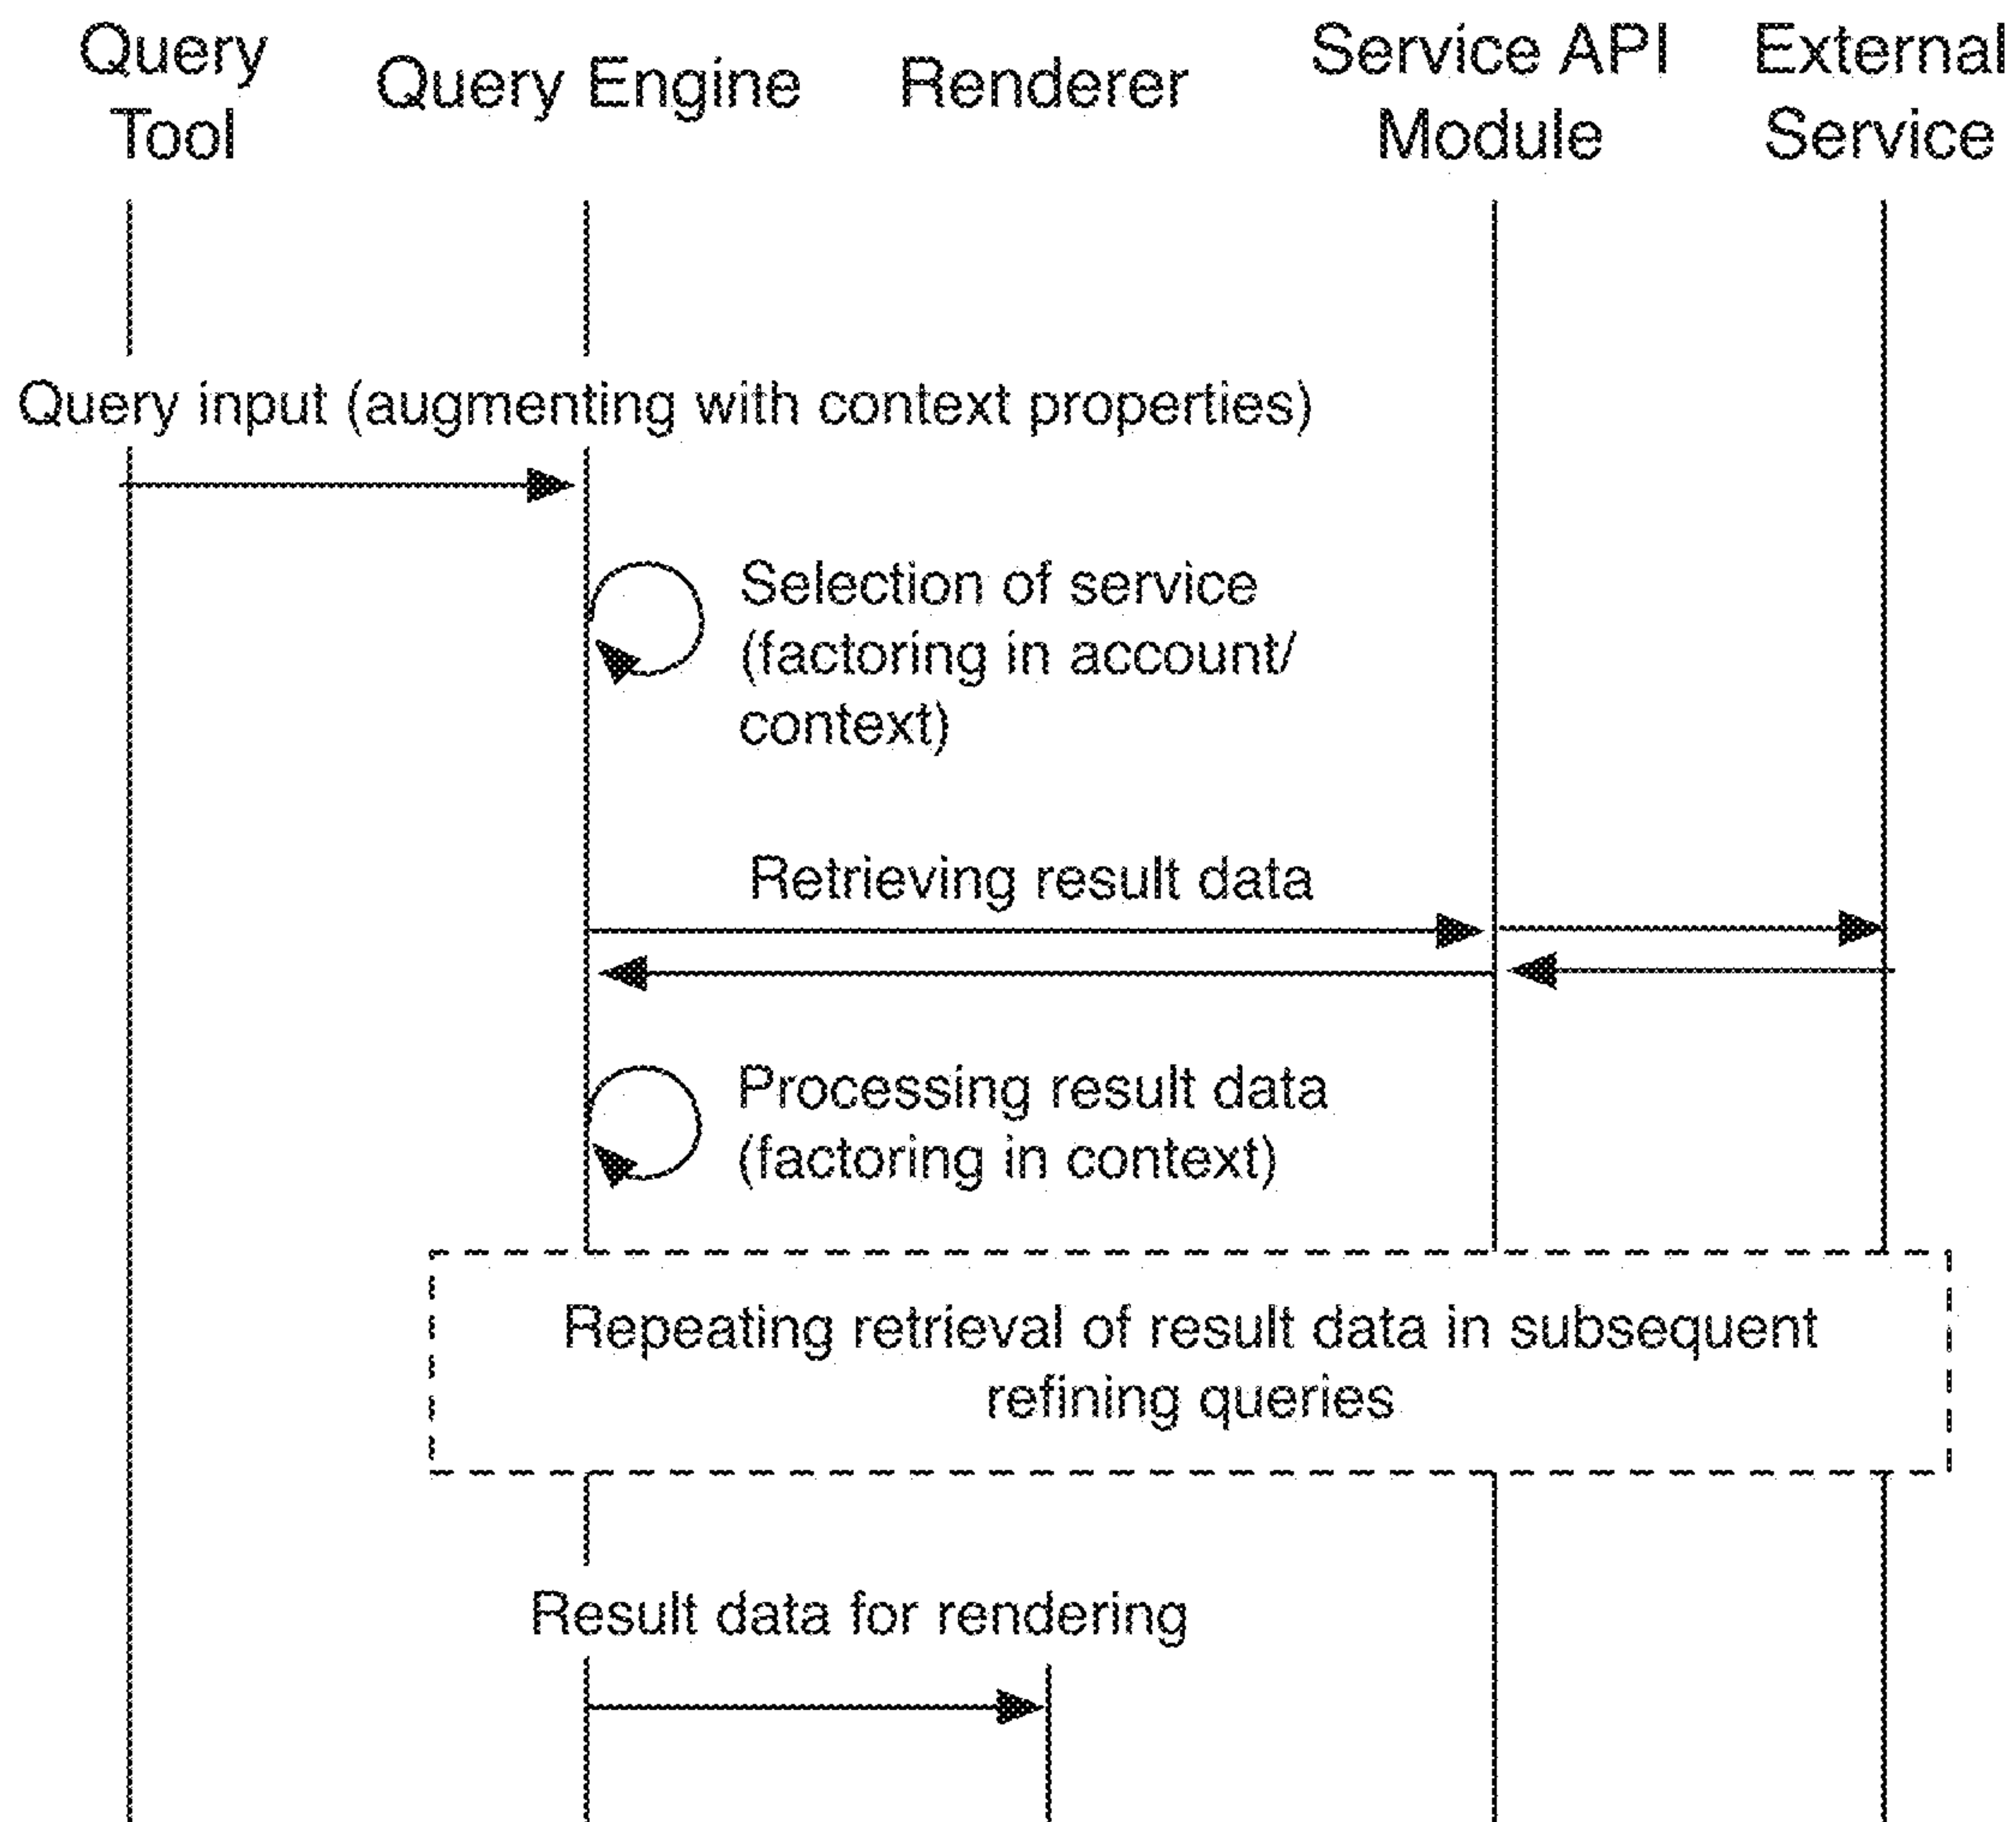 Query
Tool
Query Engine
Renderer
Service API
Module
External
Service
Query input (augmenting with context properties)
Selection of service
(factoring in account/
context)
Retrieving result data
Processing result data
(factoring in context)
Repeating retrieval of result data in subsequent
refining queries
Result data for rendering